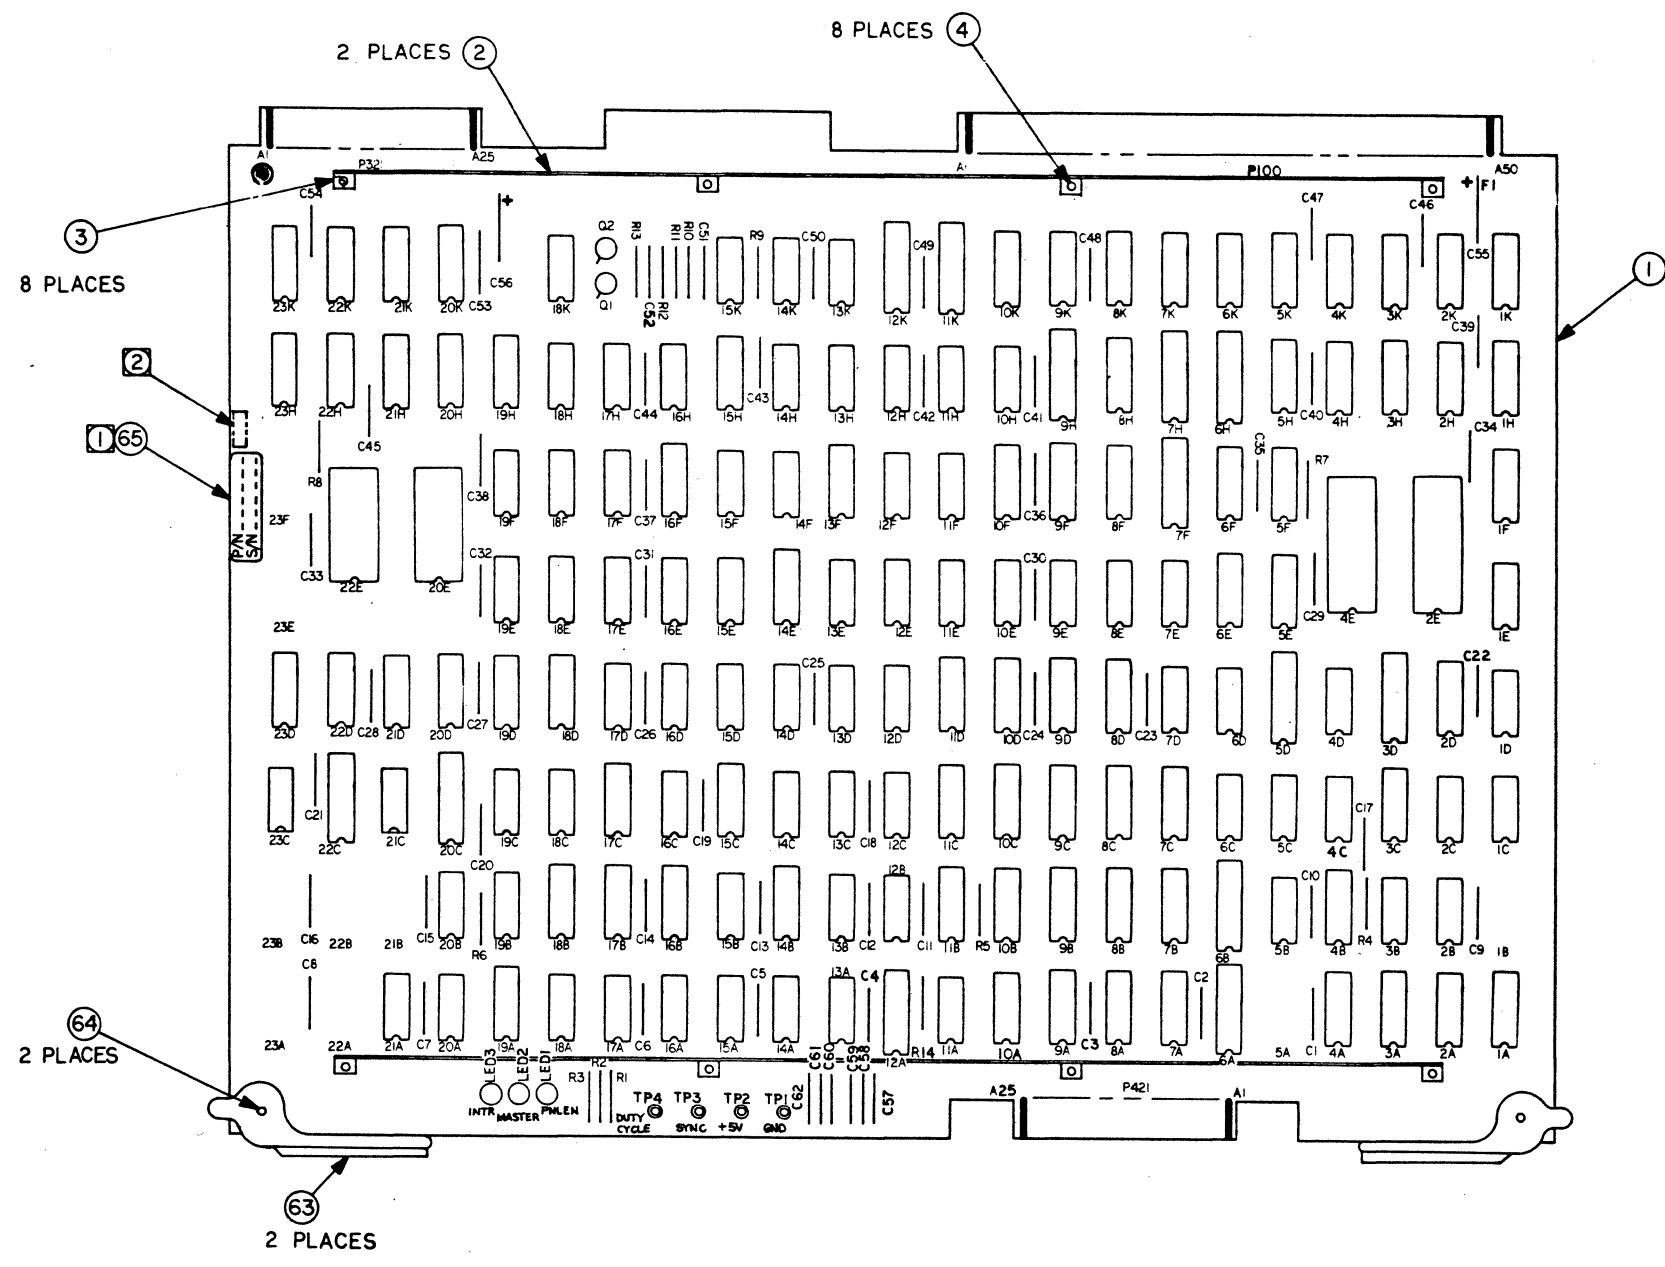 8 PLACES 4
2 PLACES 2
A1 P32 A25 A1 P100 A50
+ F1
3
8 PLACES
C54 + C47 C46
Q2 R13 R11 R10 C51 R9 C50 C49 C48 C55
C56 C53 Q1 C52 R12
1
23K 22K 21K 20K 18K 15K 14K 13K 12K 11K 10K 9K 8K 7K 6K 5K 4K 3K 2K 1K
C39
2
C43
23H 22H 21H 20H 19H 18H 17H C44 16H 15H 14H 13H 12H C42 11H 10H C41 9H 8H 7H 6H 5H C40 4H 3H 2H 1H
C34
1 65
C45 C35 R7
R8 C38
23F 19F 18F 17F C37 16F 15F 14F 13F 12F 11F 10F C36 9F 8F 7F 6F 5F 1F
P/N
S/N
C32 C31 C30
C33 22E 20E
C29 4E 2E
23E 19E 18E 17E 16E 15E 14E 13E 12E 11E 10E 9E 8E 7E 6E 5E 1E
C25 C22
23D 22D C28 21D 20D C27 19D 18D 17D C26 16D 15D 14D 13D 12D 11D 10D C24 9D 8D C23 7D 6D 5D 4D 3D 2D 1D
C21 C17
23C 22C 21C 20C 19C 18C 17C 16C C19 15C 14C 13C C18 12C 11C 10C 9C 8C 7C 6C 5C 4C 3C 2C 1C
C20 12B C10
23B C16 22B 21B C15 20B 19B 18B 17B C14 16B 15B C13 14B 13B C12 C11 11B R5 10B 9B 8B 7B 6B 5B 4B R4 3B 2B C9 1B
R6
C8 C5 13A C4 C2
64
2 PLACES
23A 22A 21A C7 20A 19A 18A 17A C6 16A 15A 14A 12A R14 11A 10A 9A C3 8A 7A 6A 5A C1 4A 3A 2A 1A
LED3 LED2 LED1 C61 C60 C59 C58
R3 R2 R1 C62 C57
INTR MASTER PNLEN
TP4 TP3 TP2 TP1
DUTY CYCLE SYNC +5V GND
A25 P421 A1
63
2 PLACES